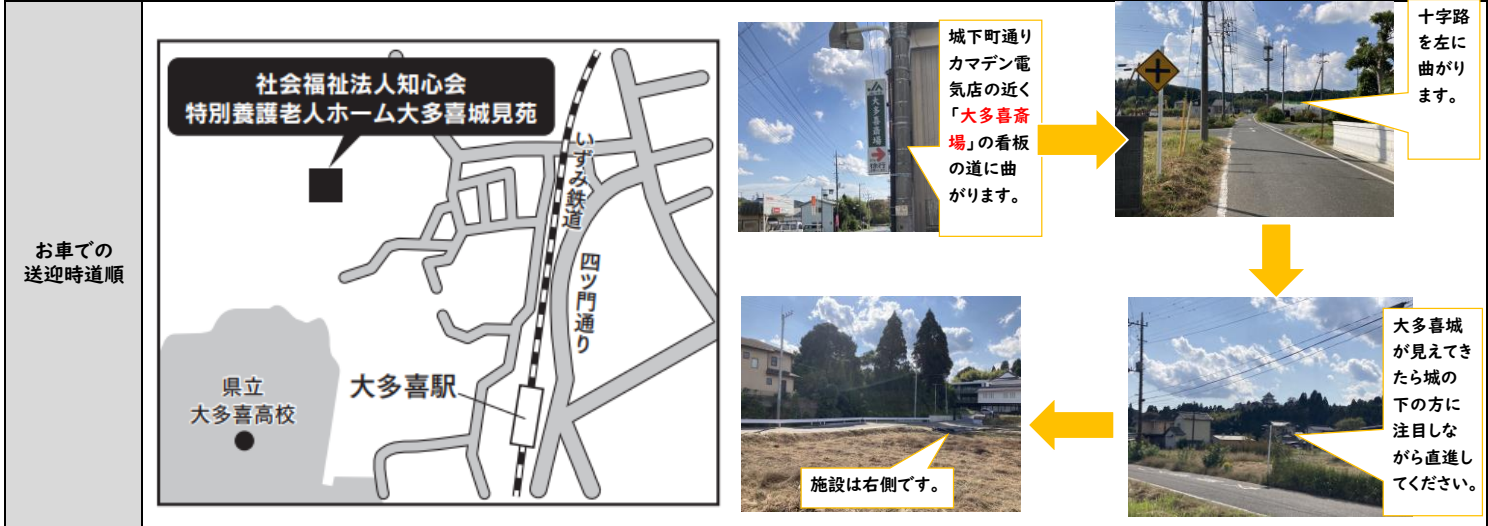 お車での
送迎時道順
社会福祉法人知心会
特別養護老人ホーム大多喜城見苑
いずみ鉄道
四ツ門通り
大多喜駅
県立
大多喜高校
城下町通り
カマデン電
気店の近く
「大多喜斎
場」の看板
の道に曲
がります。
JA
大多喜斎場
十字路
を左に
曲がり
ます。
大多喜城
が見えてき
たら城の
下の方に
注目しな
がら直進し
てください。
施設は右側です。